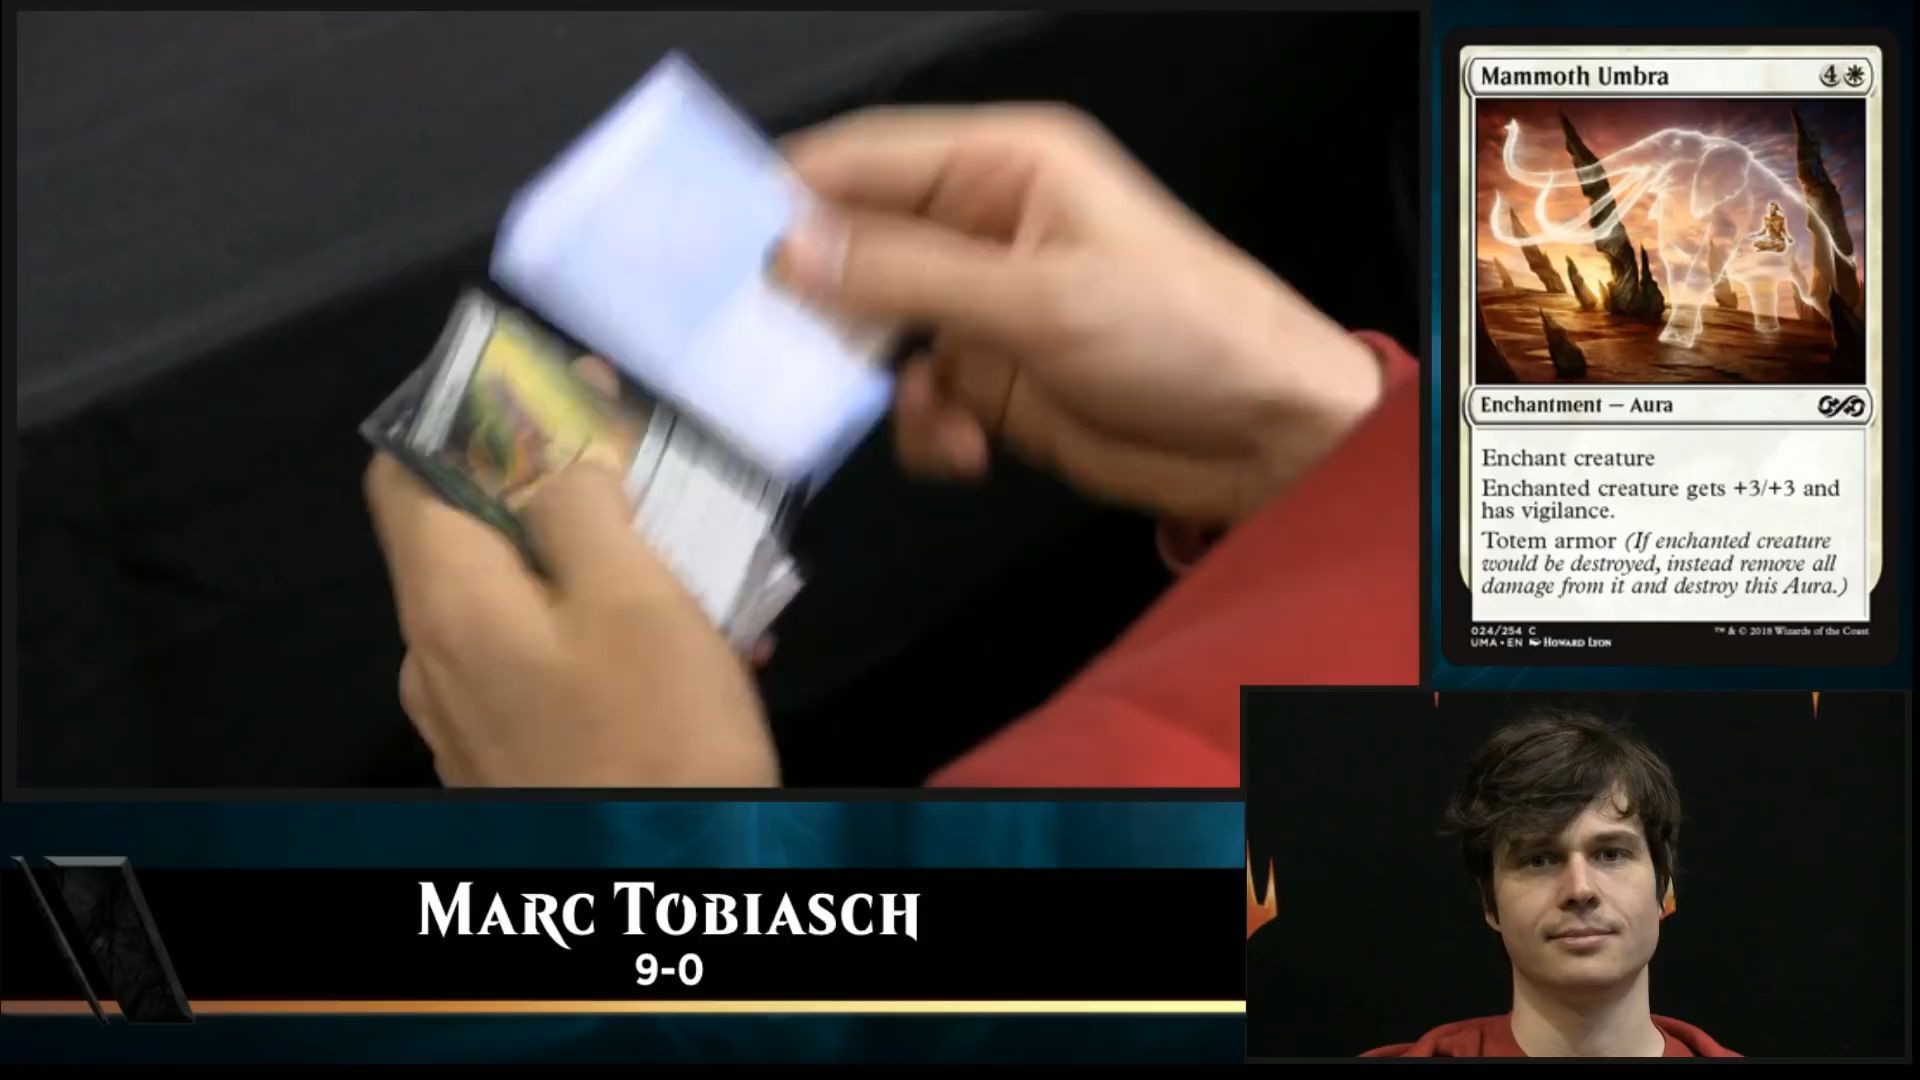 Mammoth Umbra 4
Enchantment — Aura
Enchant creature
Enchanted creature gets +3/+3 and
has vigilance.
Totem armor (If enchanted creature
would be destroyed, instead remove all
damage from it and destroy this Aura.)
024/254 C
UMA • EN Howard Lyon
™ & © 2018 Wizards of the Coast
Marc Tobiasch
9-0